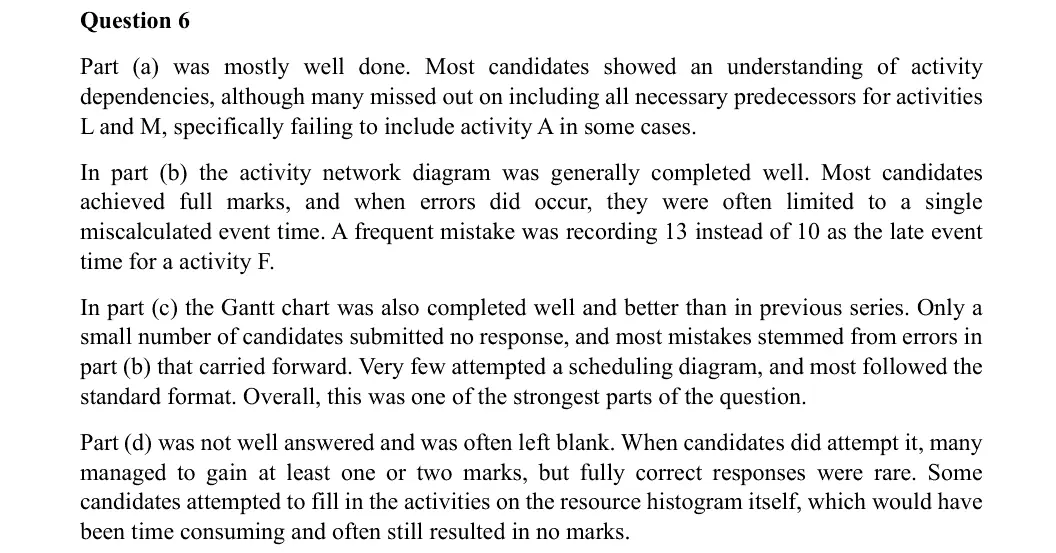 Question 6
Part (a) was mostly well done. Most candidates showed an understanding of activity
dependencies, although many missed out on including all necessary predecessors for activities
L and M, specifically failing to include activity A in some cases.
In part (b) the activity network diagram was generally completed well. Most candidates
achieved full marks, and when errors did occur, they were often limited to a single
miscalculated event time. A frequent mistake was recording 13 instead of 10 as the late event
time for a activity F.
In part (c) the Gantt chart was also completed well and better than in previous series. Only a
small number of candidates submitted no response, and most mistakes stemmed from errors in
part (b) that carried forward. Very few attempted a scheduling diagram, and most followed the
standard format. Overall, this was one of the strongest parts of the question.
Part (d) was not well answered and was often left blank. When candidates did attempt it, many
managed to gain at least one or two marks, but fully correct responses were rare. Some
candidates attempted to fill in the activities on the resource histogram itself, which would have
been time consuming and often still resulted in no marks.